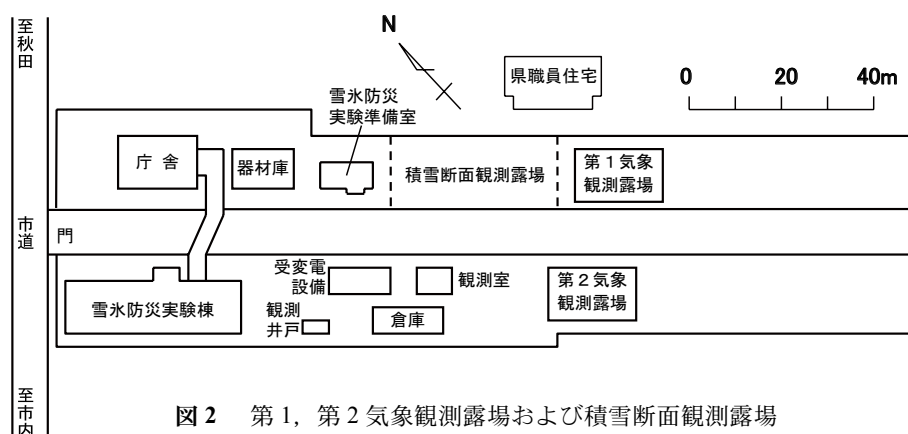 至秋田
N
県職員住宅
0 20 40m
雪氷防災
実験準備室
庁舎
器材庫
積雪断面観測露場
第1気象
観測露場
市道
門
受変電
設備
観測室
第2気象
観測露場
雪氷防災実験棟
観測
井戸
倉庫
至市内
図2 第1，第2気象観測露場および積雪断面観測露場